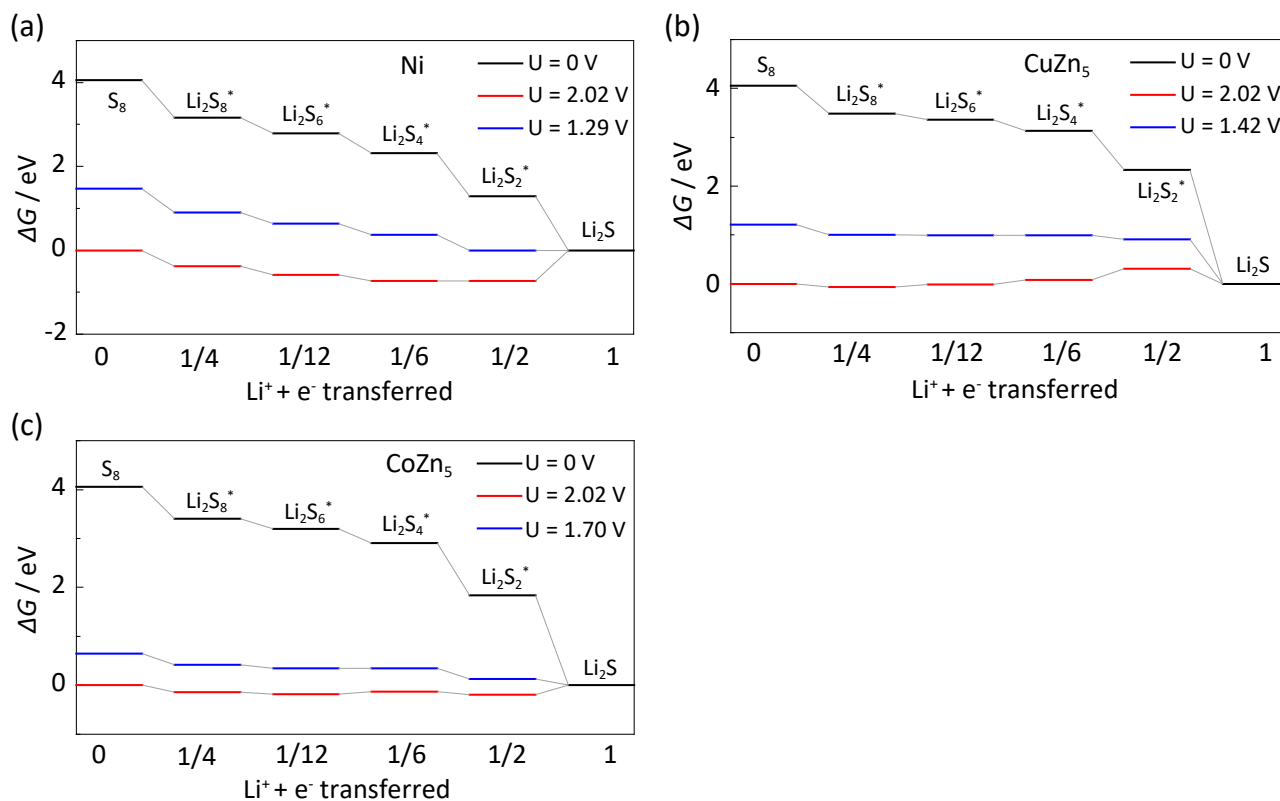 (a)
Ni
U = 0 V
U = 2.02 V
U = 1.29 V
S₈
Li₂S₈*
Li₂S₆*
Li₂S₄*
Li₂S₂*
Li₂S
ΔG / eV
4
2
0
-2
0 1/4 1/12 1/6 1/2 1
Li⁺ + e⁻ transferred
(b)
CuZn₅
U = 0 V
U = 2.02 V
U = 1.42 V
S₈
Li₂S₈*
Li₂S₆*
Li₂S₄*
Li₂S₂*
Li₂S
ΔG / eV
4
2
0
0 1/4 1/12 1/6 1/2 1
Li⁺ + e⁻ transferred
(c)
CoZn₅
U = 0 V
U = 2.02 V
U = 1.70 V
S₈
Li₂S₈*
Li₂S₆*
Li₂S₄*
Li₂S₂*
Li₂S
ΔG / eV
4
2
0
0 1/4 1/12 1/6 1/2 1
Li⁺ + e⁻ transferred